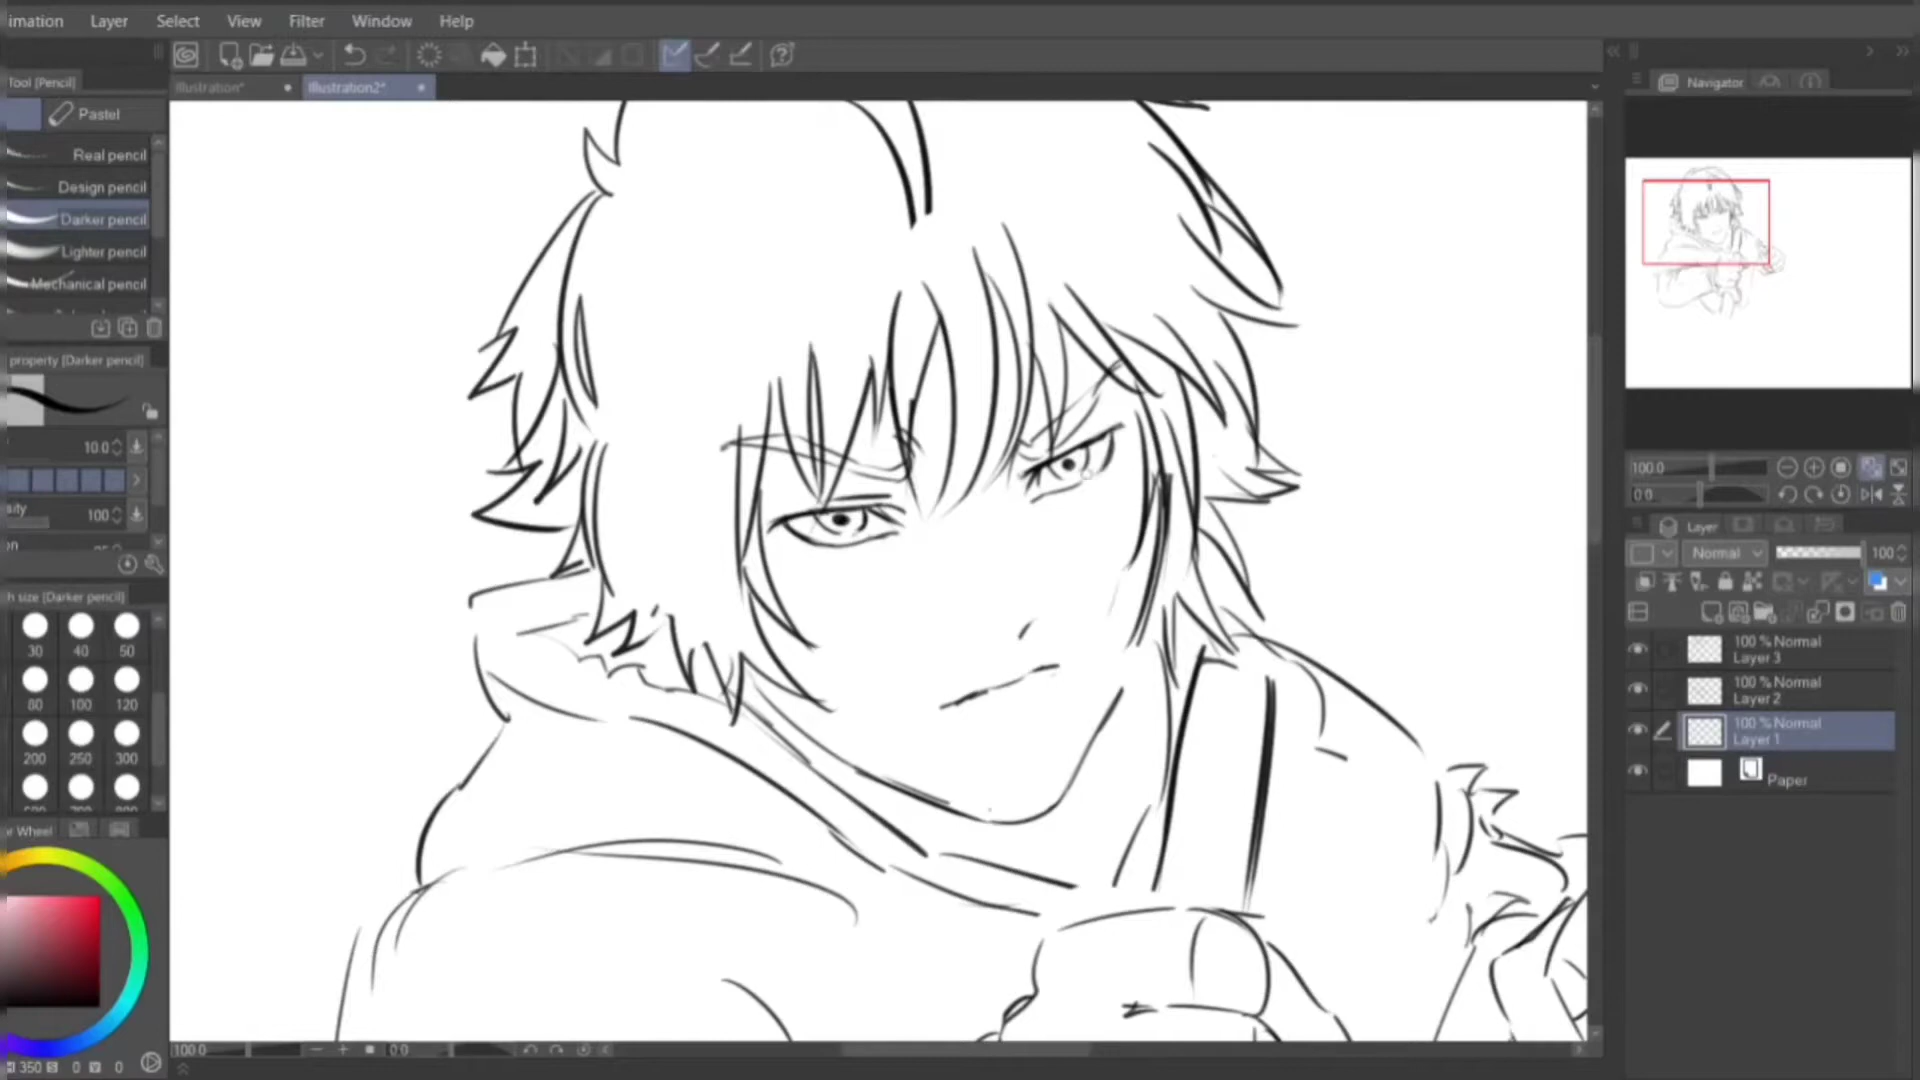 imation Layer Select View Filter Window Help
Tool [Pencil]
Illustration*
Illustration2*
Navigator
Pastel
Real pencil
Design pencil
Darker pencil
Lighter pencil
Mechanical pencil
property [Darker pencil]
10.0
sity 100
h size [Darker pencil]
30 40 50
80 100 120
200 250 300
r Wheel
350 S 0 V 0
100.0 0.0
100.0
0.0
Layer
Normal 100
100 % Normal
Layer 3
100 % Normal
Layer 2
100 % Normal
Layer 1
Paper